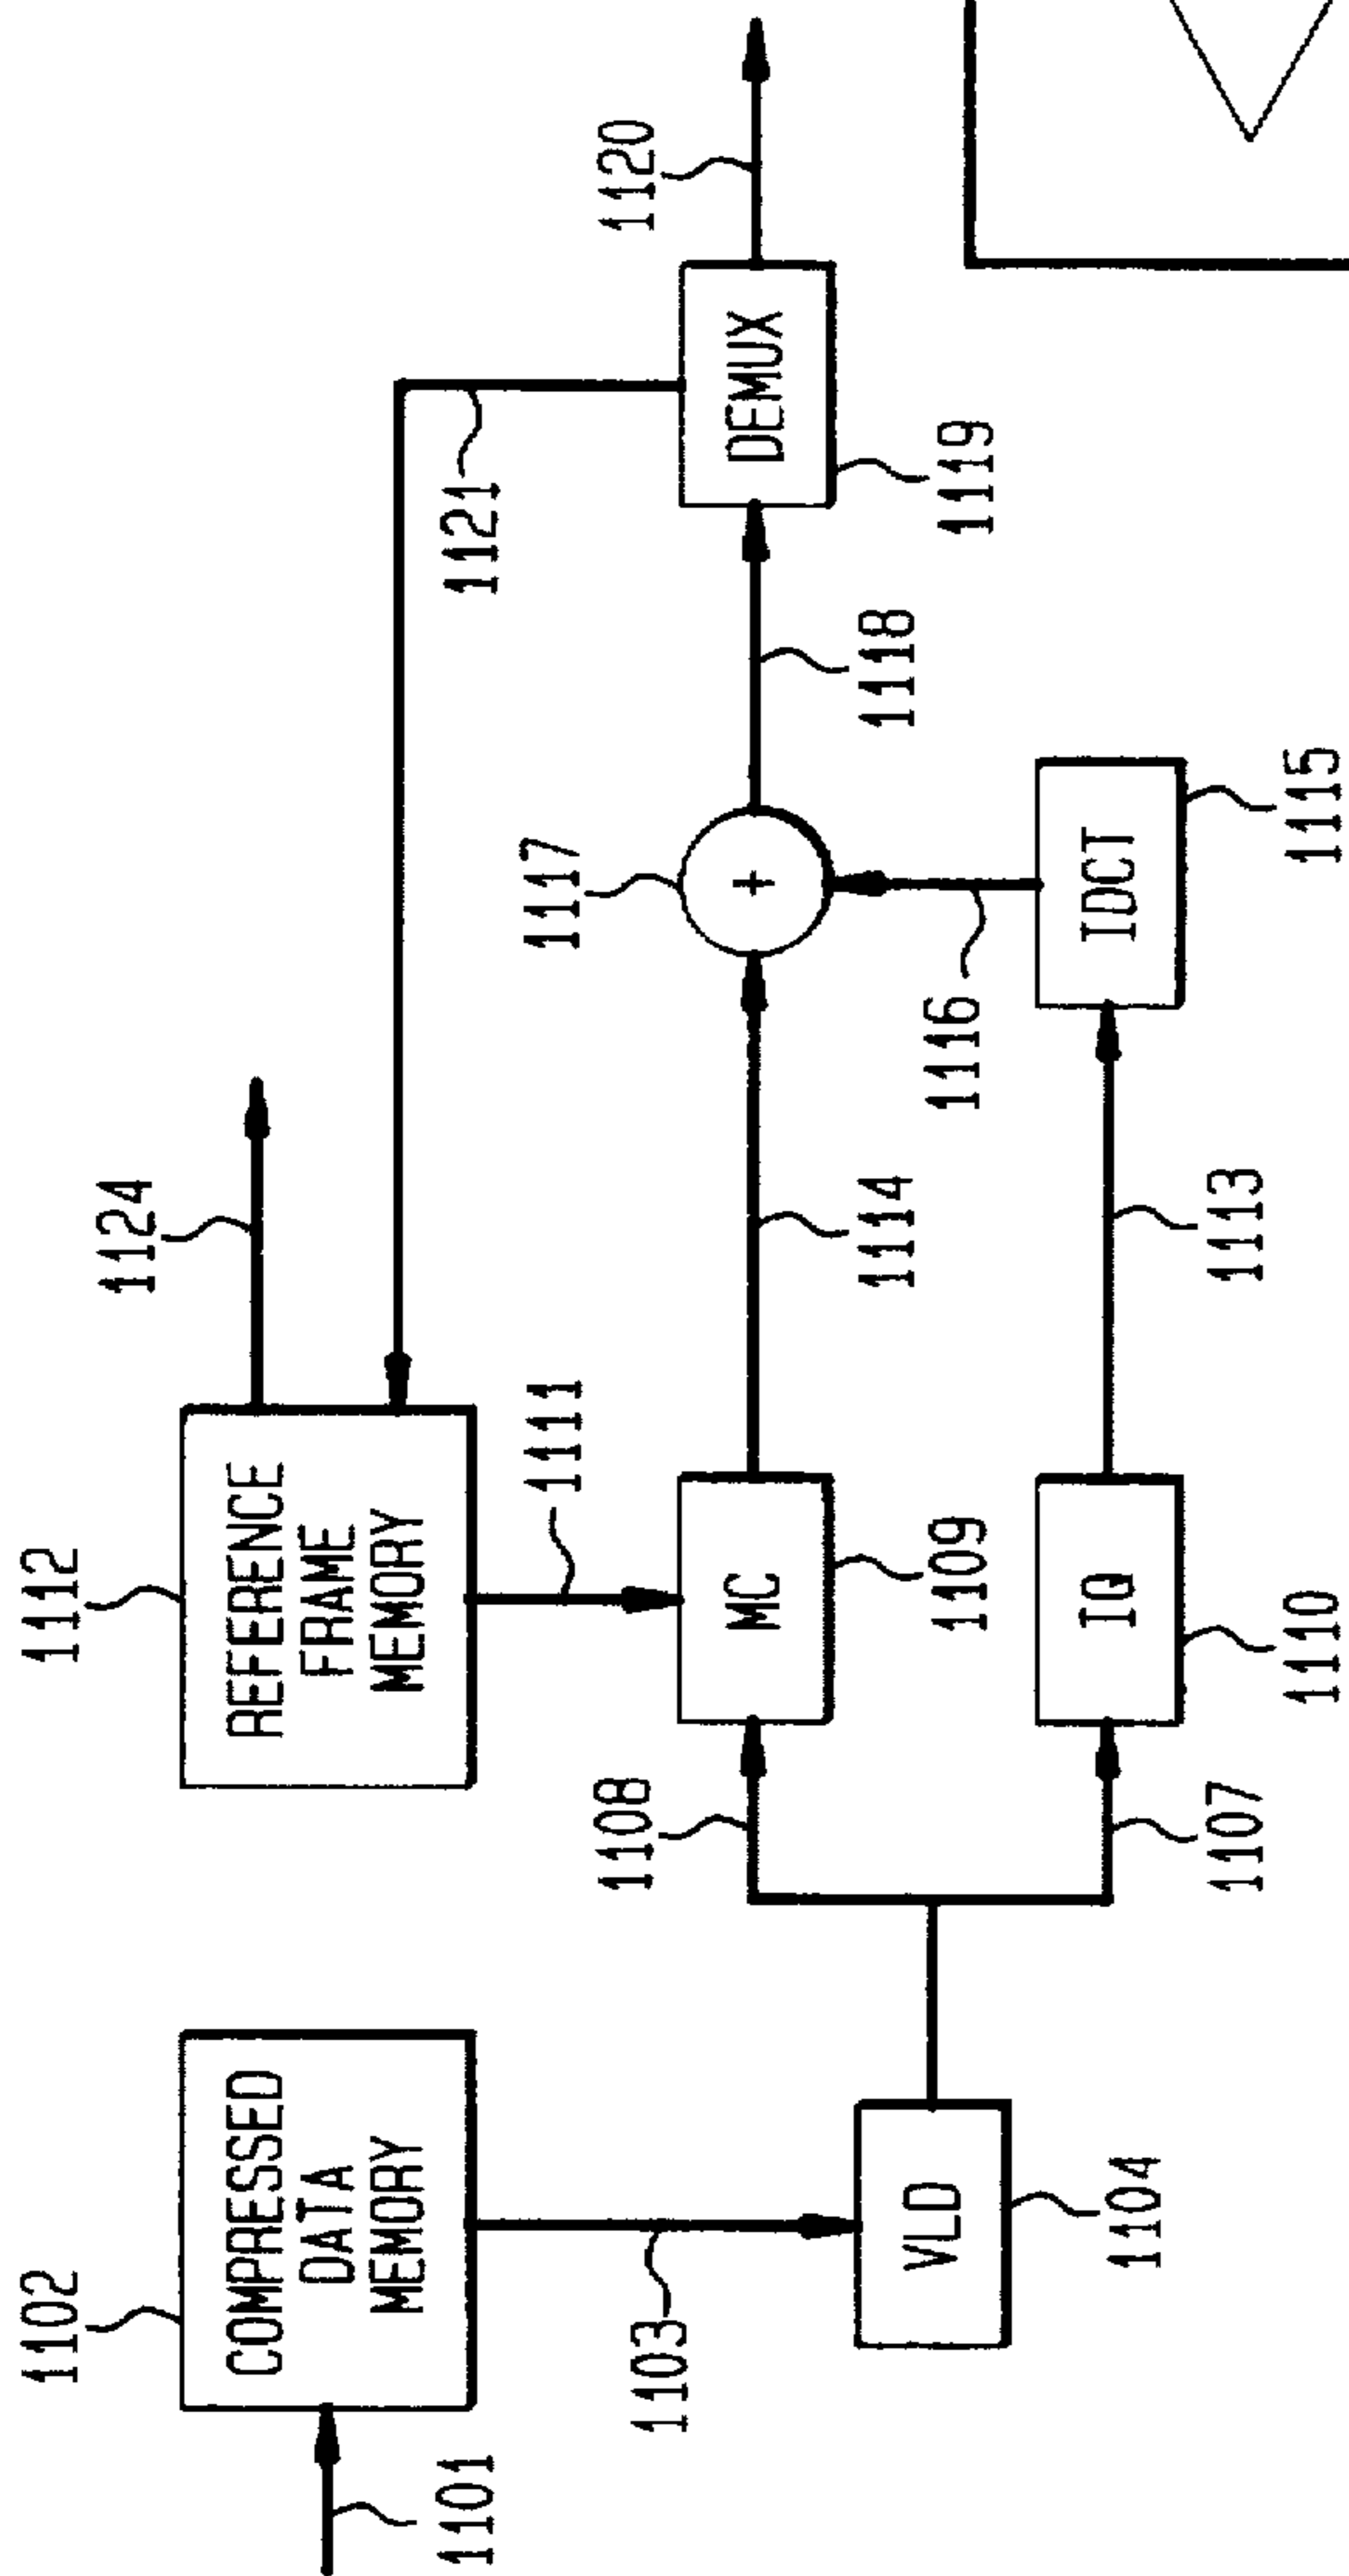 1102
COMPRESSED
DATA
MEMORY
1101
1103
VLD
1104
1112
REFERENCE
FRAME
MEMORY
1124
1111
1108
MC
1109
1107
IQ
1110
1114
1113
1121
1117
+
1116
IDCT
1115
1118
DEMUX
1119
1120